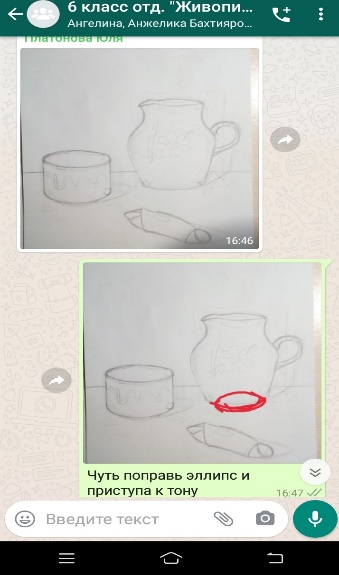 6 класс отд. "Живопи...
Ангелина, Анжелика Бахтияро...
Платонова Юля
16:46
Чуть поправь эллипс и
приступа к тону
16:47
Введите текст